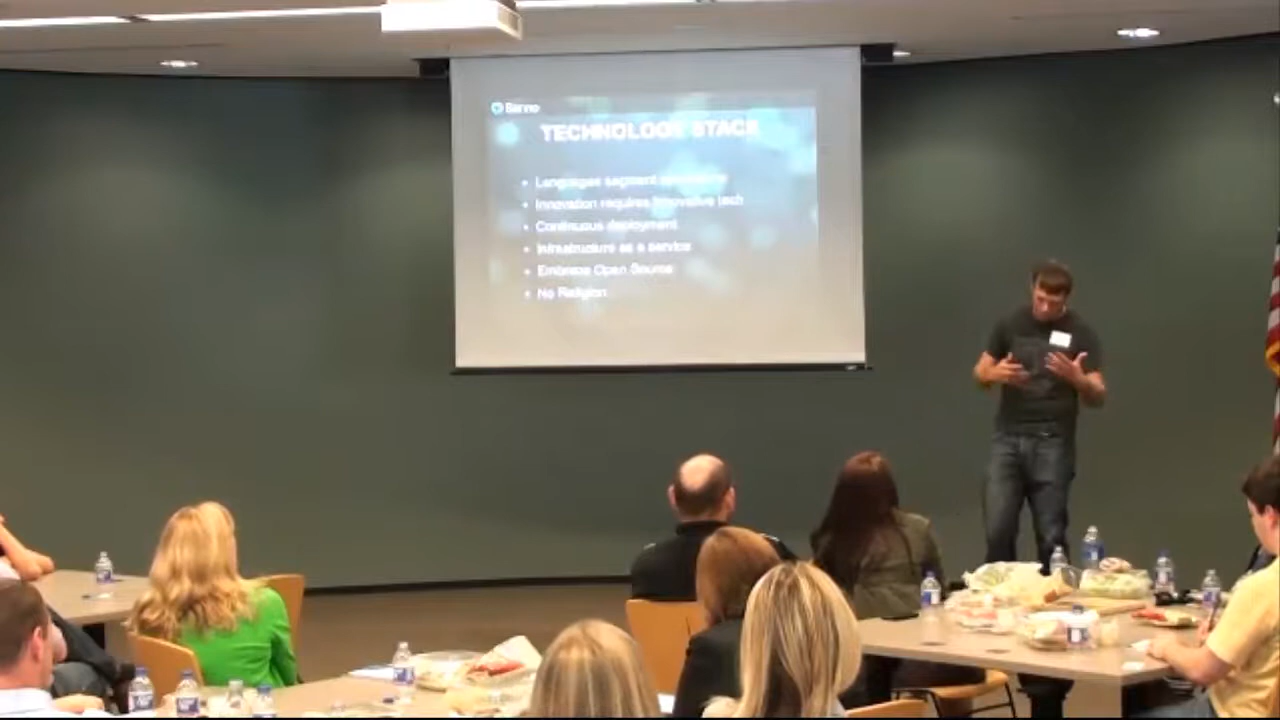 TECHNOLOGY STACK
Languages segment
Innovation requires innovative tech
Continuous deployment
Infrastructure as a service
Embrace Open Source
No Religion